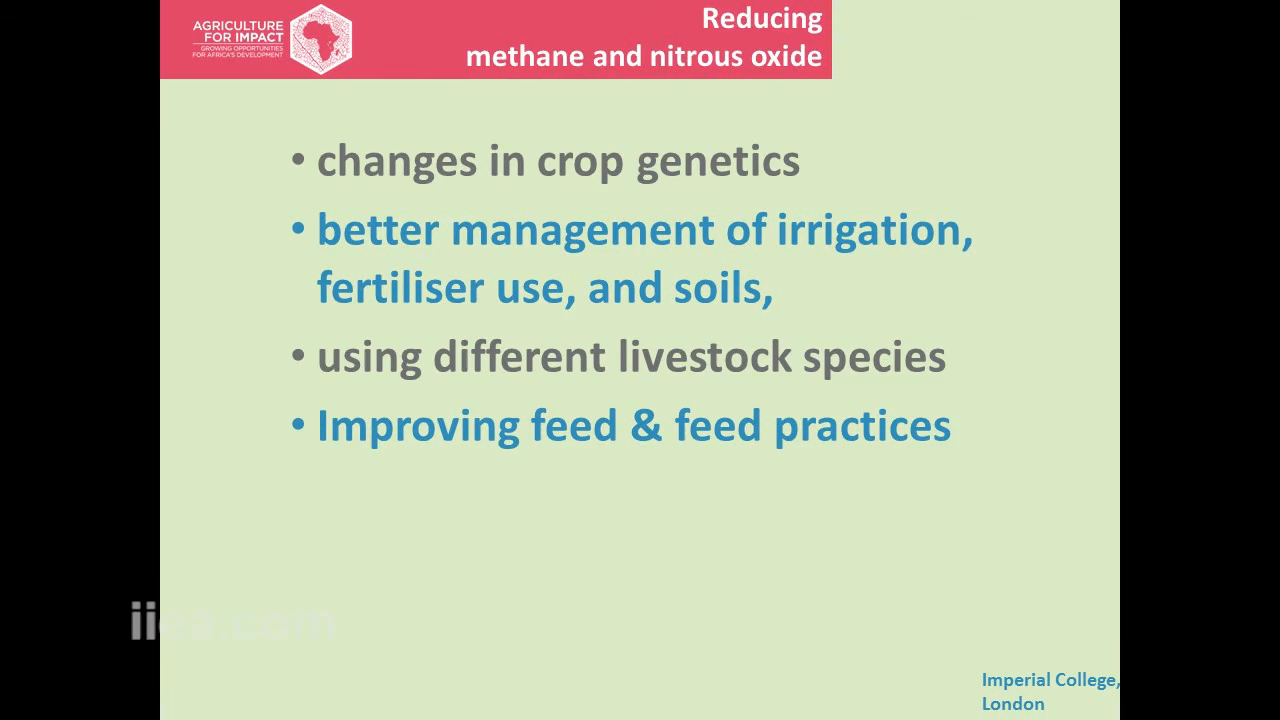 AGRICULTURE
FOR IMPACT
GROWING OPPORTUNITIES
FOR AFRICA'S DEVELOPMENT
Reducing
methane and nitrous oxide
• changes in crop genetics
• better management of irrigation,
fertiliser use, and soils,
• using different livestock species
• Improving feed & feed practices
iiea.com
Imperial College,
London